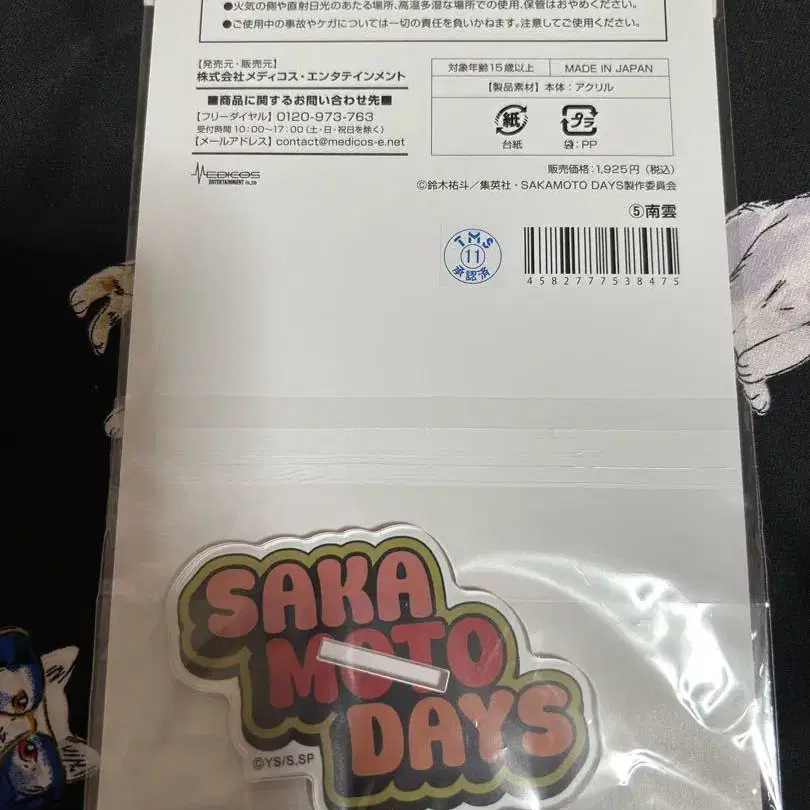 ●火気の側や直射日光のあたる場所、高温多湿な場所での使用、保管はおやめください。
●ご使用中の事故やケガについては一切の責任を負いかねます。注意してご使用ください。
【発売元・販売元】
株式会社メディコス・エンタテインメント
■商品に関するお問い合わせ先■
【フリーダイヤル】0120-973-763
受付時間 10:00〜17:00 (土・日・祝日を除く)
【メールアドレス】contact@medicos-e.net
MEDICOS
ENTERTAINMENT CO.,LTD
対象年齢15歳以上
MADE IN JAPAN
【製品素材】本体:アクリル
紙
プラ
台紙
袋:PP
販売価格:1,925円(税込)
©鈴木祐斗/集英社・SAKAMOTO DAYS製作委員会
⑤南雲
TMS
11
承認済
4582777538475
SAKA
MOTO
DAYS
©YS/S,SP